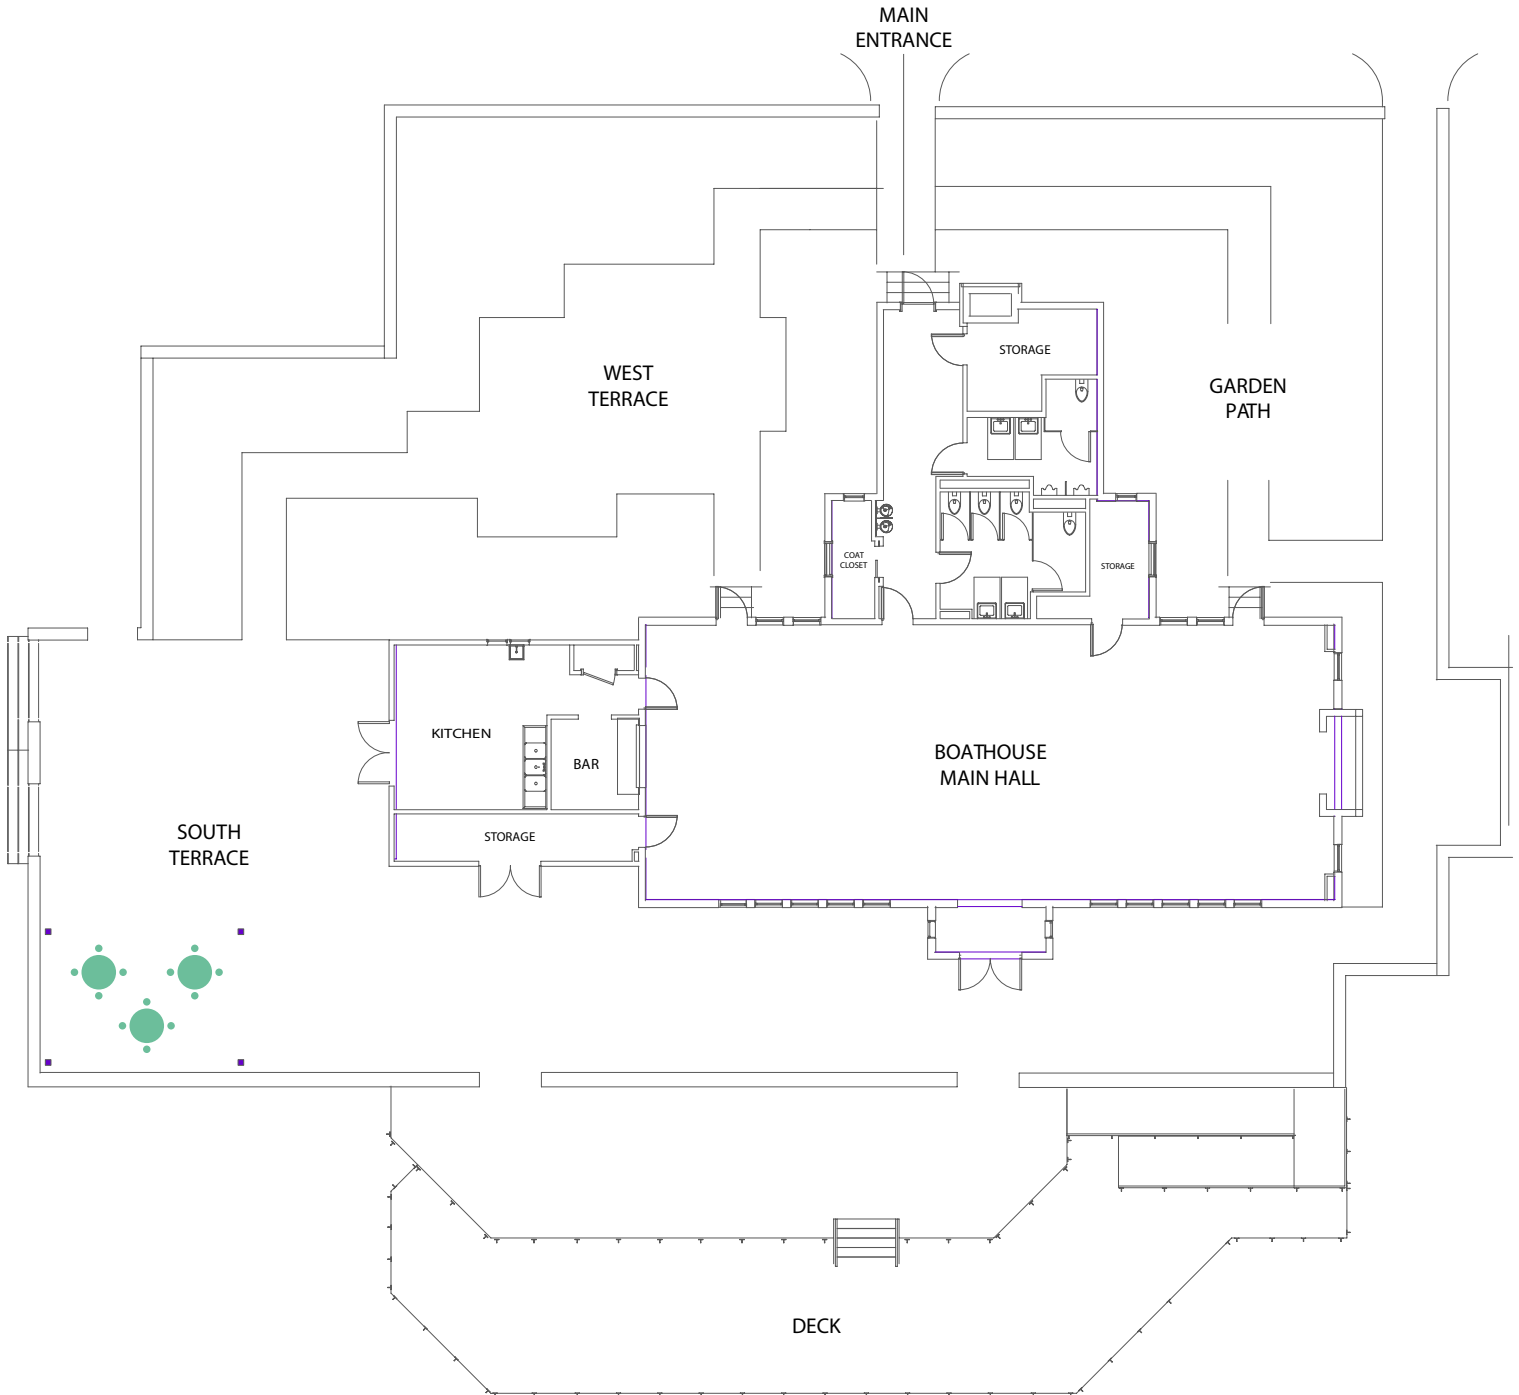 MAIN
ENTRANCE
STORAGE
WEST
TERRACE
GARDEN
PATH
COAT
CLOSET
STORAGE
KITCHEN
BAR
BOATHOUSE
MAIN HALL
SOUTH
TERRACE
STORAGE
DECK